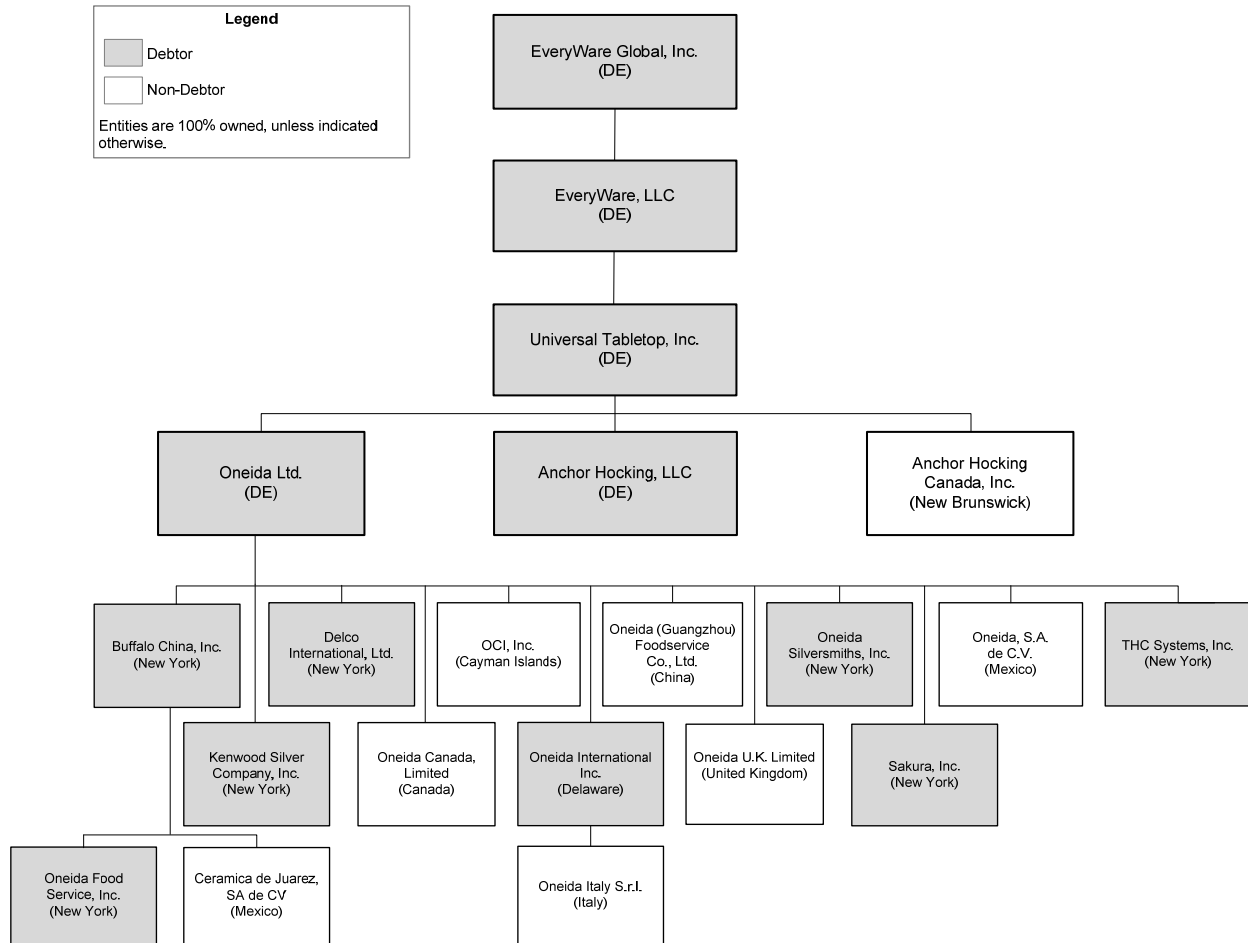 Legend
Debtor
Non-Debtor
Entities are 100% owned, unless indicated
otherwise.
EveryWare Global, Inc.
(DE)
EveryWare, LLC
(DE)
Universal Tabletop, Inc.
(DE)
Oneida Ltd.
(DE)
Anchor Hocking, LLC
(DE)
Anchor Hocking
Canada, Inc.
(New Brunswick)
Buffalo China, Inc.
(New York)
Delco
International, Ltd.
(New York)
OCI, Inc.
(Cayman Islands)
Oneida (Guangzhou)
Foodservice
Co., Ltd.
(China)
Oneida
Silversmiths, Inc.
(New York)
Oneida, S.A.
de C.V.
(Mexico)
THC Systems, Inc.
(New York)
Kenwood Silver
Company, Inc.
(New York)
Oneida Canada,
Limited
(Canada)
Oneida International
Inc.
(Delaware)
Oneida U.K. Limited
(United Kingdom)
Sakura, Inc.
(New York)
Oneida Food
Service, Inc.
(New York)
Ceramica de Juarez,
SA de CV
(Mexico)
Oneida Italy S.r.l.
(Italy)